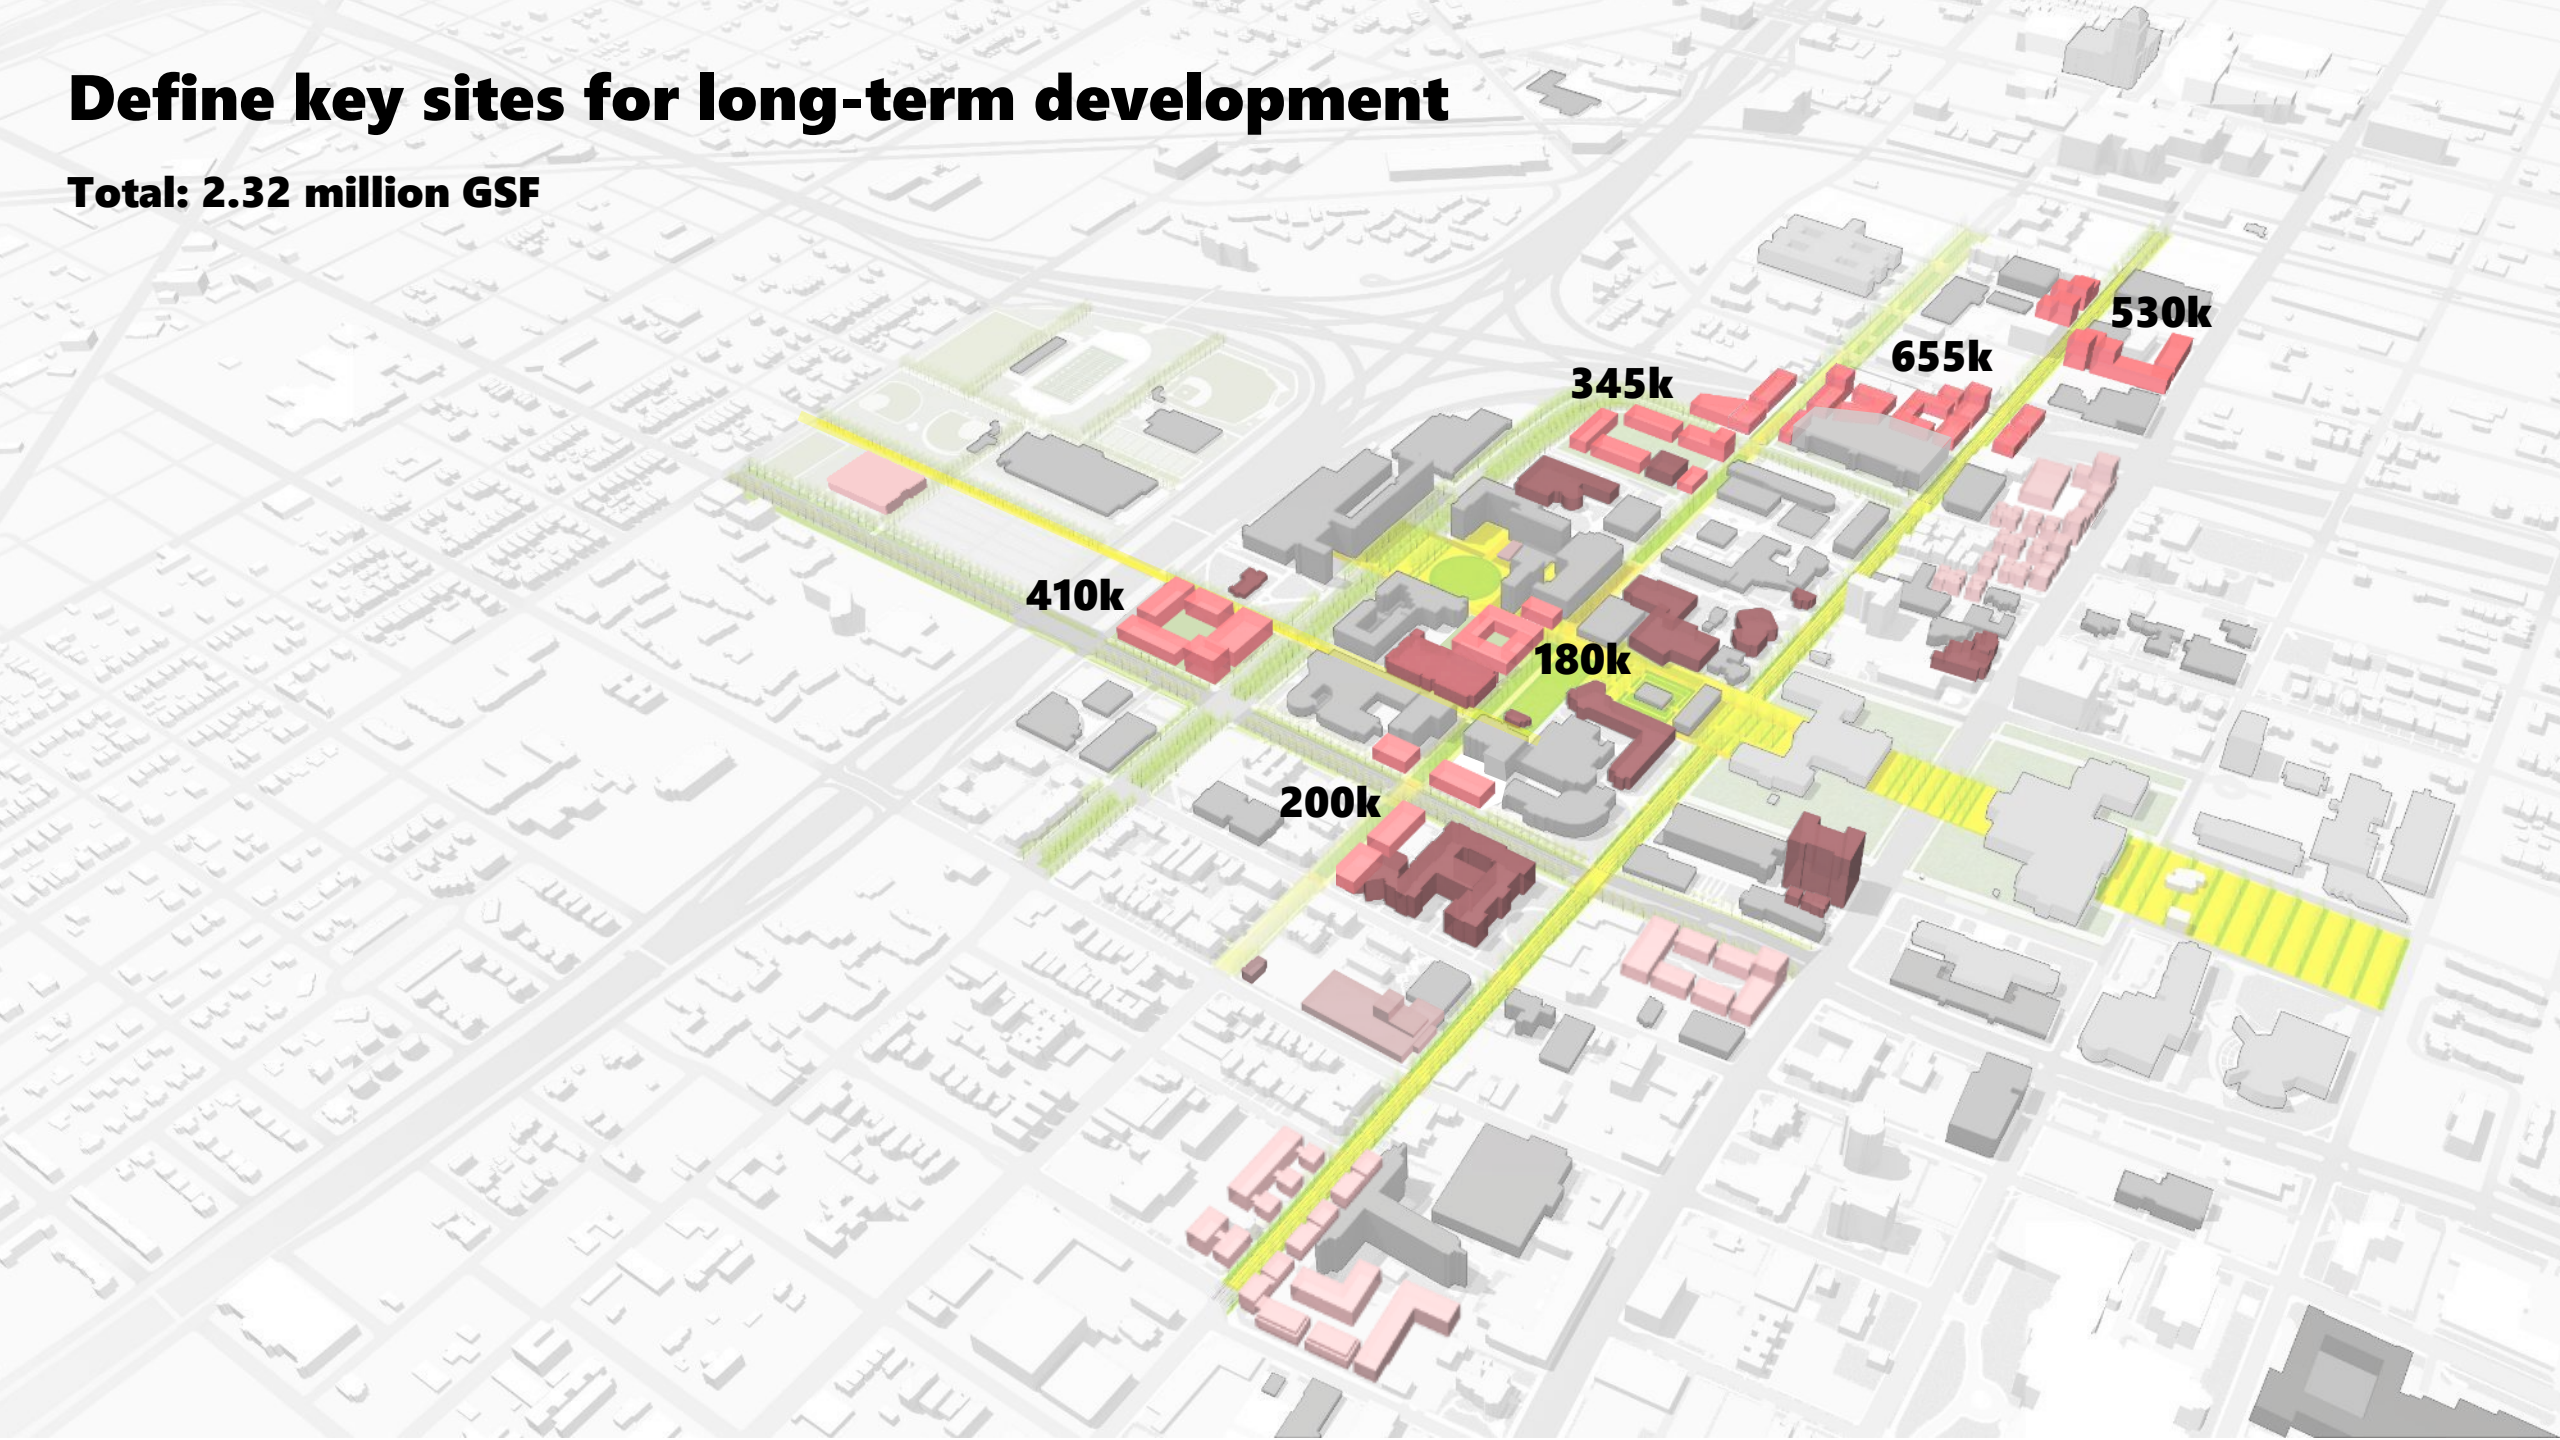 Define key sites for long-term development
Total: 2.32 million GSF
530k
655k
345k
410k
180k
200k